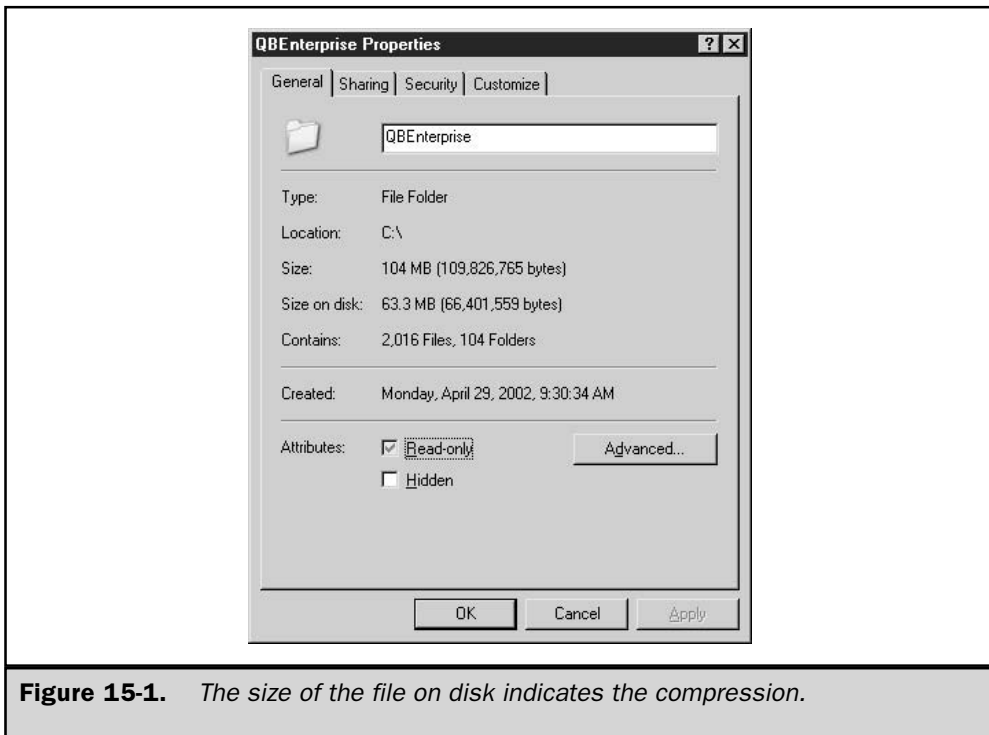 QBEnterprise Properties
General Sharing Security Customize
QBEnterprise
Type: File Folder
Location: C:\
Size: 104 MB (109,826,765 bytes)
Size on disk: 63.3 MB (66,401,559 bytes)
Contains: 2,016 Files, 104 Folders
Created: Monday, April 29, 2002, 9:30:34 AM
Attributes: Read-only Advanced...
Hidden
OK Cancel Apply
Figure 15-1. The size of the file on disk indicates the compression.